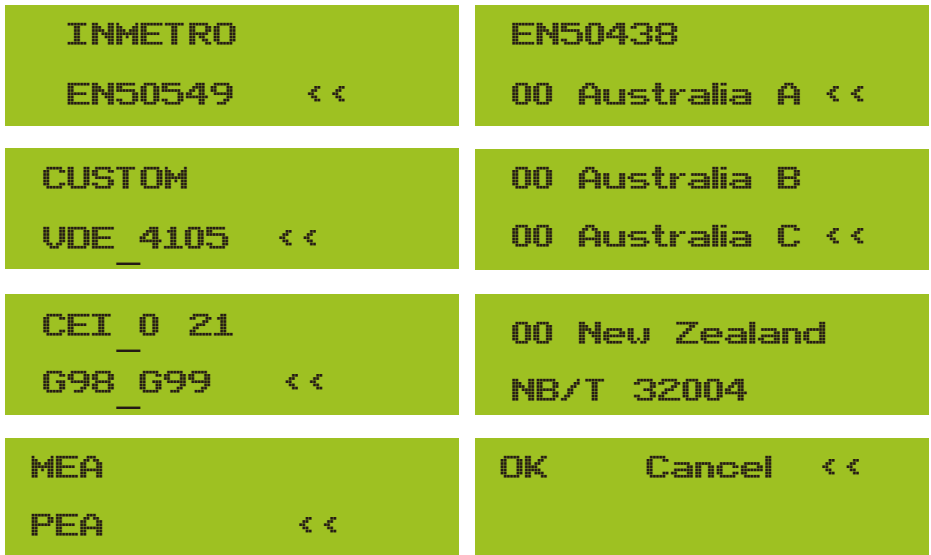 INMETRO
EN50549 <<
CUSTOM
VDE_4105 <<
CEI_0 21
G98_G99 <<
MEA
PEA <<
EN50438
00 Australia A <<
00 Australia B
00 Australia C <<
00 New Zealand
NB/T 32004
OK Cancel <<